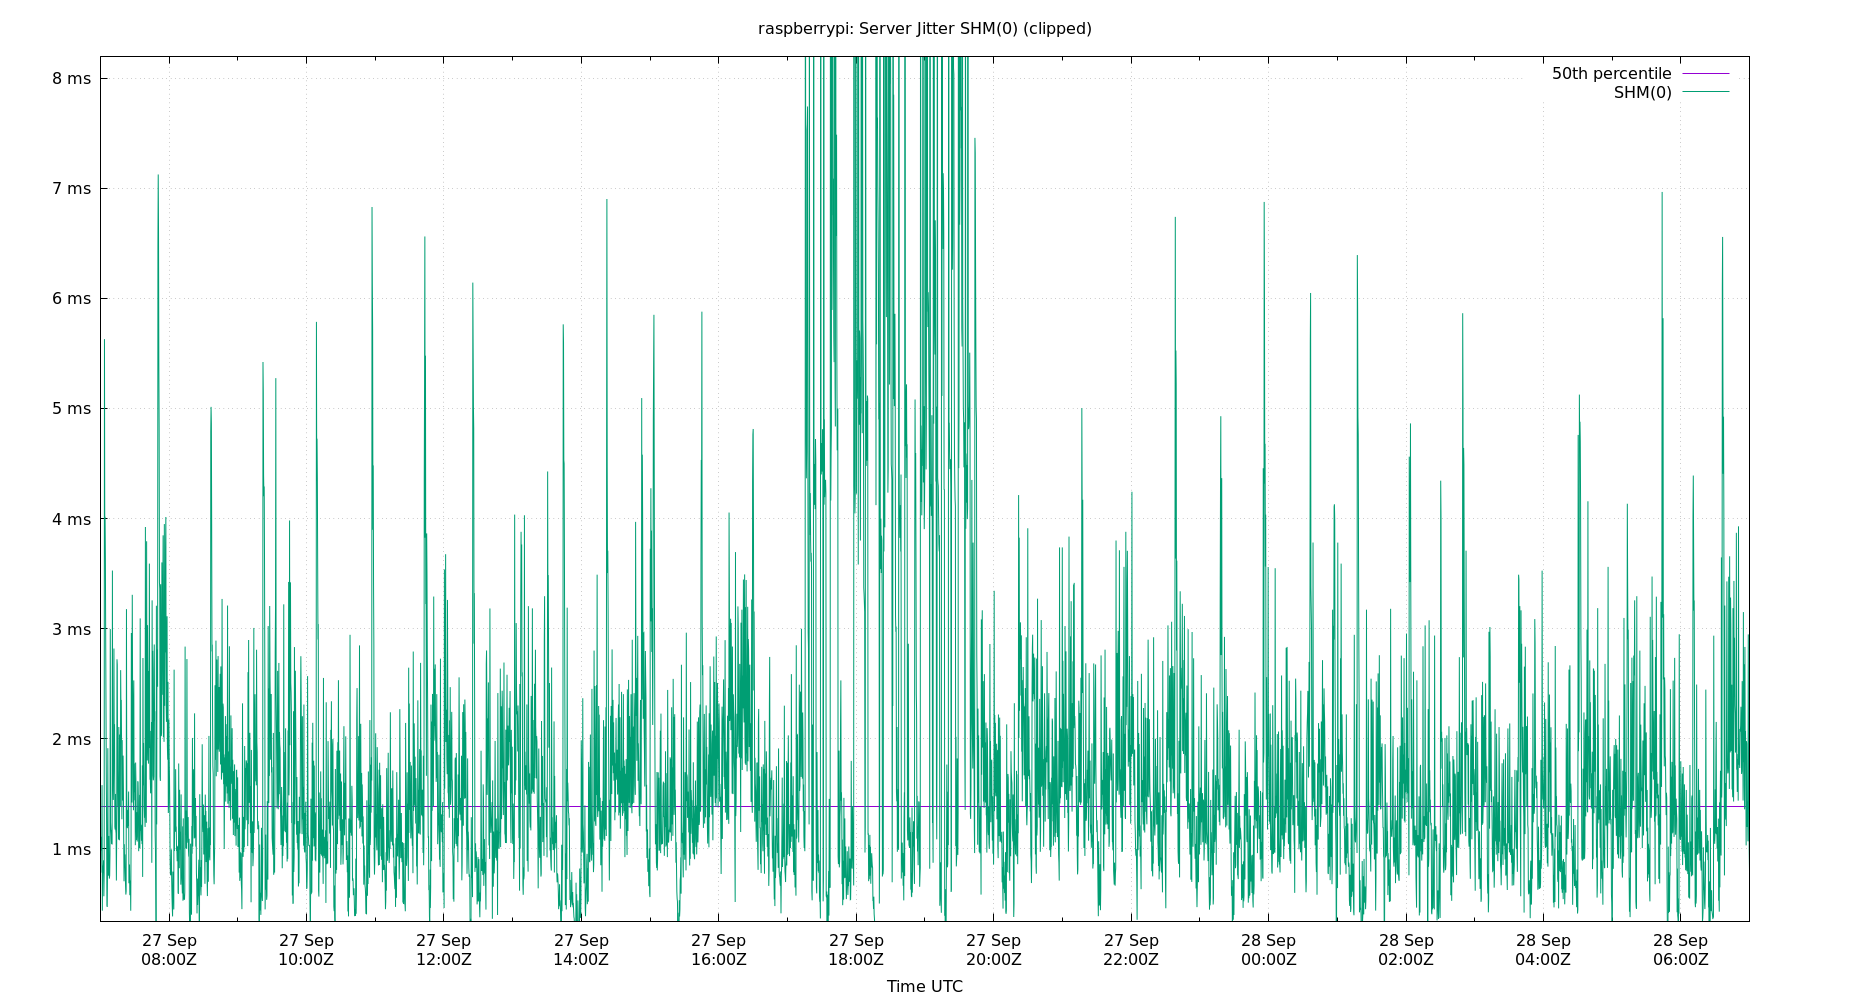 raspberrypi: Server Jitter SHM(0) (clipped)
50th percentile
SHM(0)
8 ms
7 ms
6 ms
5 ms
4 ms
3 ms
2 ms
1 ms
27 Sep 27 Sep 27 Sep 27 Sep 27 Sep 27 Sep 27 Sep 27 Sep 28 Sep 28 Sep 28 Sep 28 Sep
08:00Z 10:00Z 12:00Z 14:00Z 16:00Z 18:00Z 20:00Z 22:00Z 00:00Z 02:00Z 04:00Z 06:00Z
Time UTC